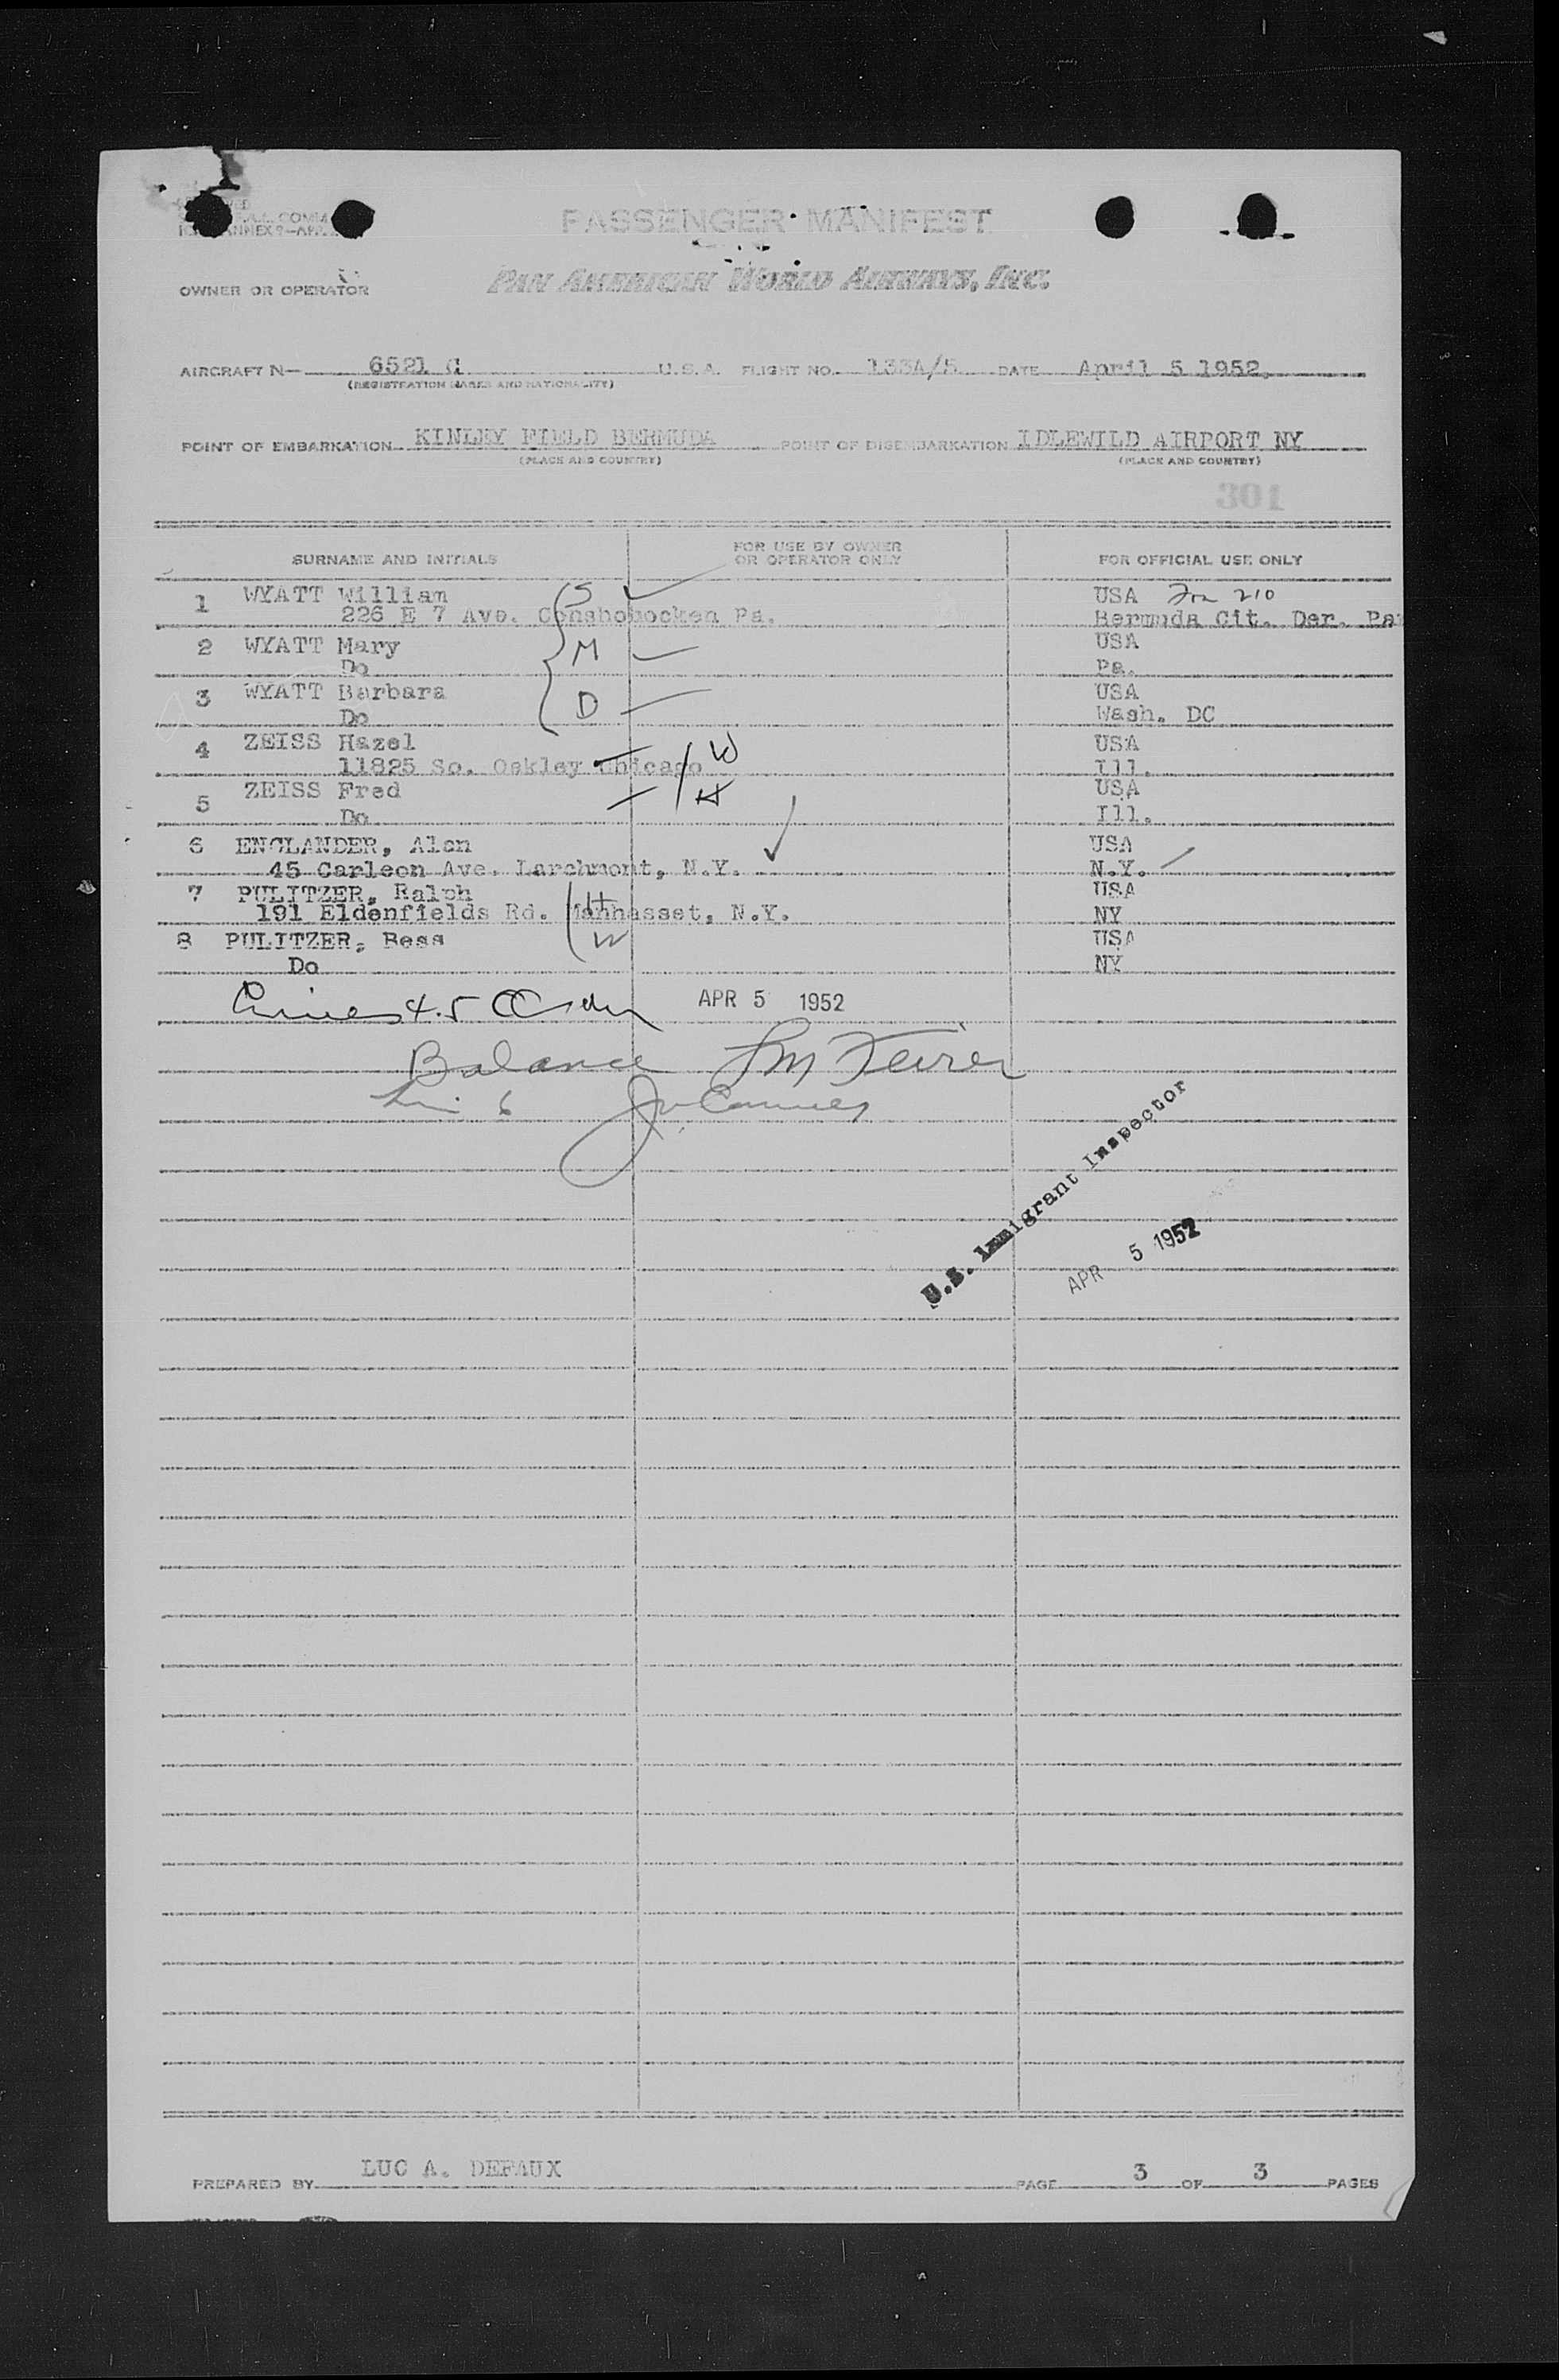 PASSENGER MANIFEST
OWNER OR OPERATOR PAN AMERICAN WORLD AIRWAYS, INC.
AIRCRAFT N— 6521 C U.S.A. FLIGHT NO. 133A/5 DATE April 5 1952.
(REGISTRATION MARKS AND NATIONALITY)
POINT OF EMBARKATION KINLEY FIELD BERMUDA POINT OF DISEMBARKATION IDLEWILD AIRPORT NY
(PLACE AND COUNTRY) (PLACE AND COUNTRY)
301
SURNAME AND INITIALS FOR USE BY OWNER OR OPERATOR ONLY FOR OFFICIAL USE ONLY
1 WYATT William S USA 210
226 E 7 Ave. Conshohocken Pa. Bermuda Cit. Der. Pa
2 WYATT Mary M USA
Do Pa.
3 WYATT Barbara D USA
Do Wash. DC
4 ZEISS Hazel W USA
11825 So. Oakley Chicago Ill.
5 ZEISS Fred H USA
Do Ill.
6 ENGLANDER, Alan USA
45 Carleon Ave. Larchmont, N.Y. N.Y.
7 PULITZER, Ralph H USA
191 Eldenfields Rd. Manhasset, N.Y. NY
8 PULITZER, Bess W USA
Do NY
APR 5 1952
Balance
6
U.S. Immigrant Inspector
APR 5 1952
PREPARED BY LUC A. DEPAUX PAGE 3 OF 3 PAGES